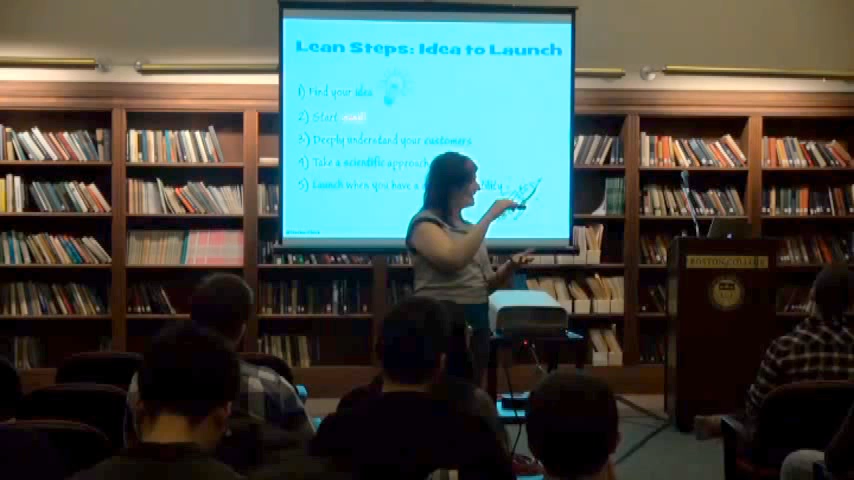 Lean Steps: Idea to Launch
1) Find your idea
2) Start small
3) Deeply understand your customers
4) Take a scientific approach
5) Launch when you have a
BOSTON COLLEGE